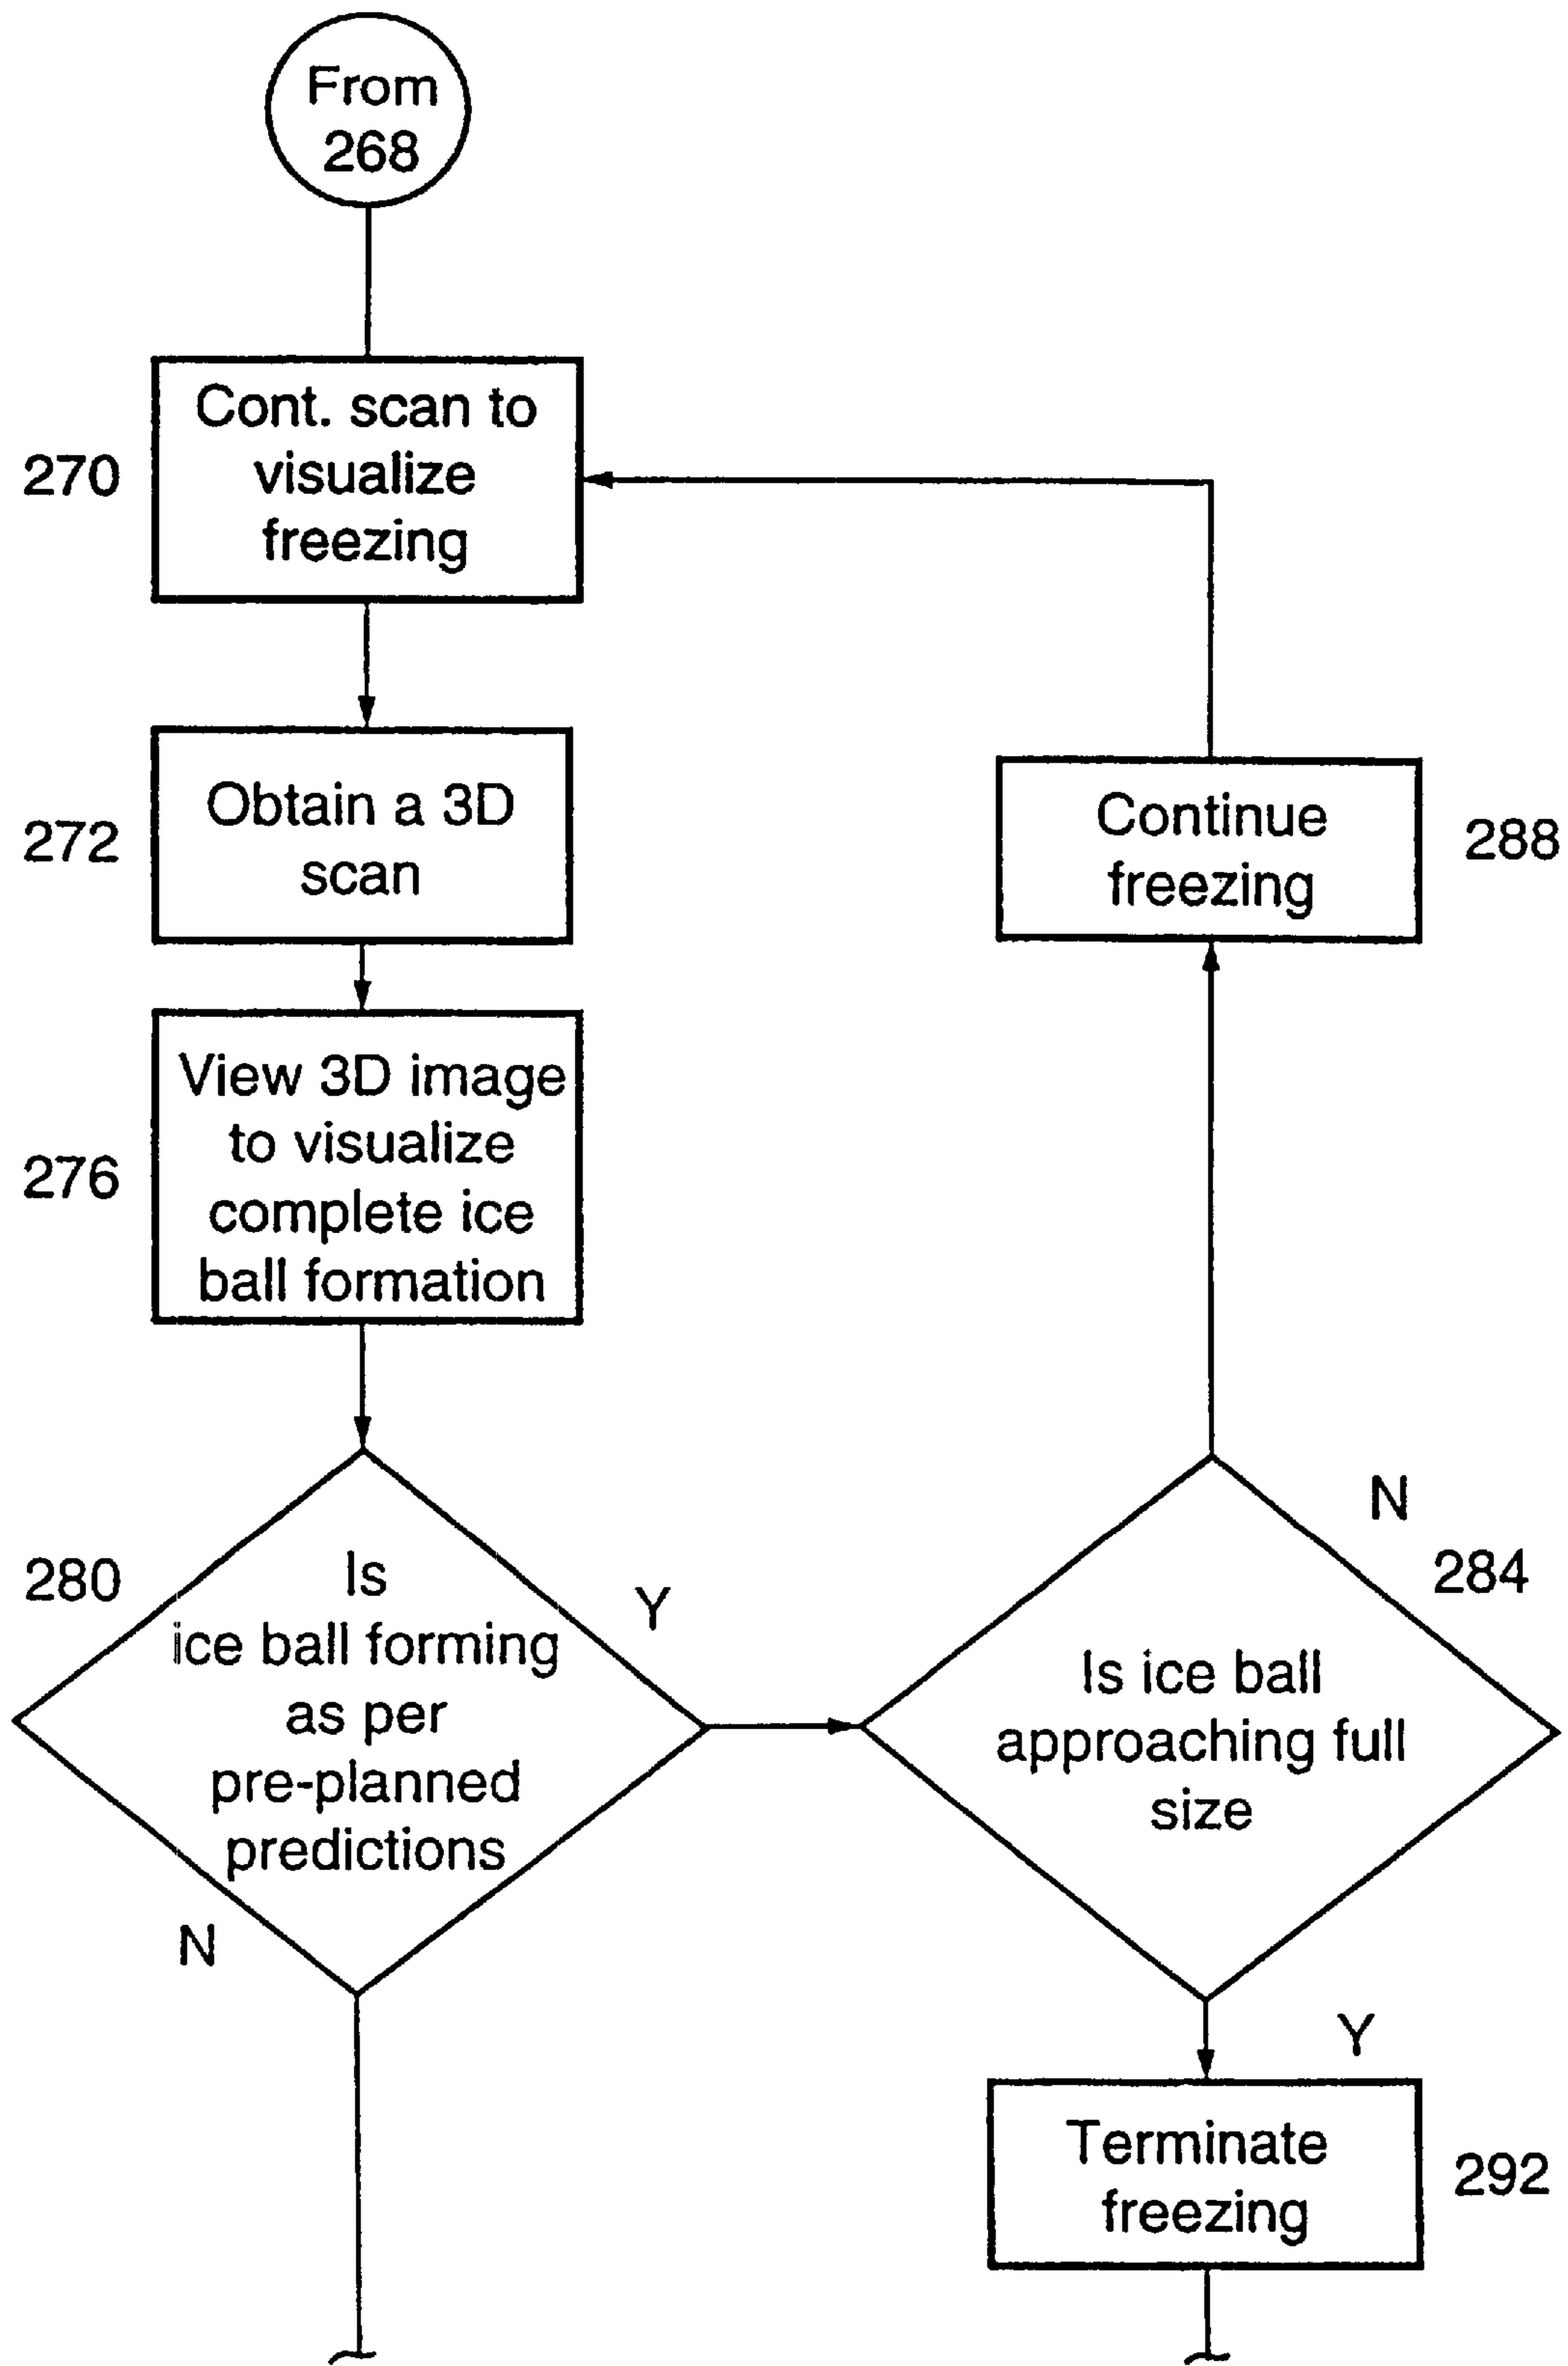 From
268
270
Cont. scan to
visualize
freezing
272
Obtain a 3D
scan
Continue
freezing
288
276
View 3D image
to visualize
complete ice
ball formation
280
Is
ice ball forming
as per
pre-planned
predictions
Y
N
N
284
Is ice ball
approaching full
size
Y
Terminate
freezing
292